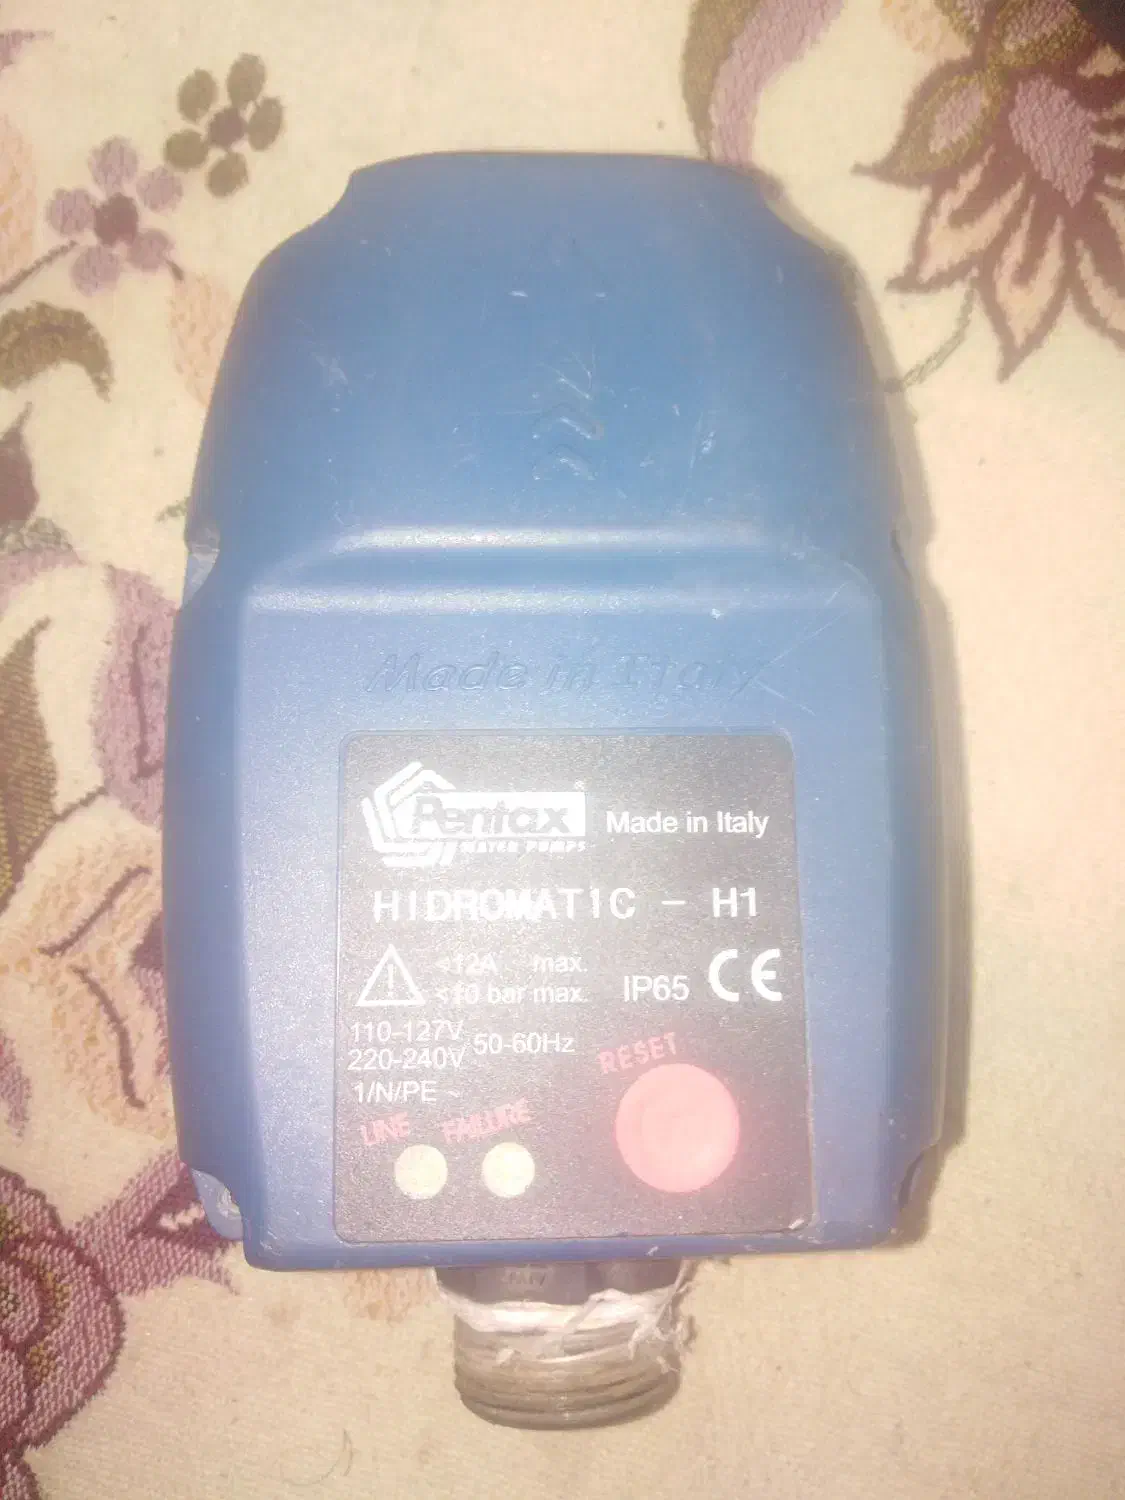 Made in Italy
Pentax ®
WATER PUMPS
Made in Italy
HIDROMATIC - H1
<12A max.
<10 bar max.
IP65 CE
110-127V
220-240V 50-60Hz
1/N/PE ~
RESET
LINE FAILURE
ITALY